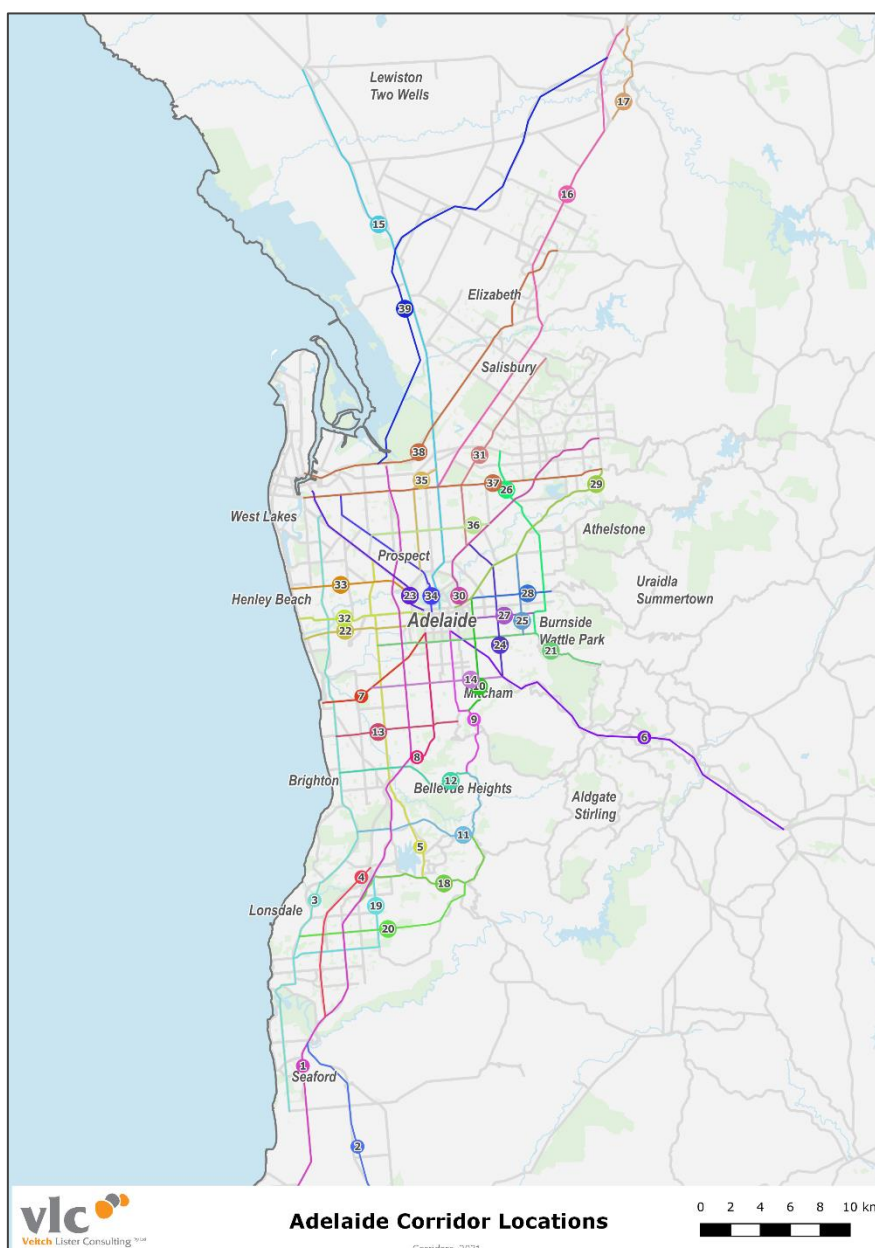 Lewiston
Two Wells
17
16
15
Elizabeth
39
Salisbury
38
31
35
37
26
29
West Lakes
36
Athelstone
Prospect
33
23
34
30
28
Uraidla
Summertown
Henley Beach
32
Adelaide
27
25
Burnside
Wattle Park
22
24
21
14
10
Mitcham
7
9
13
6
8
Brighton
12
Bellevue Heights
Aldgate
Stirling
11
5
4
18
3
19
Lonsdale
20
1
Seaford
2
vlc
Veitch Lister Consulting
Adelaide Corridor Locations
0 2 4 6 8 10 km